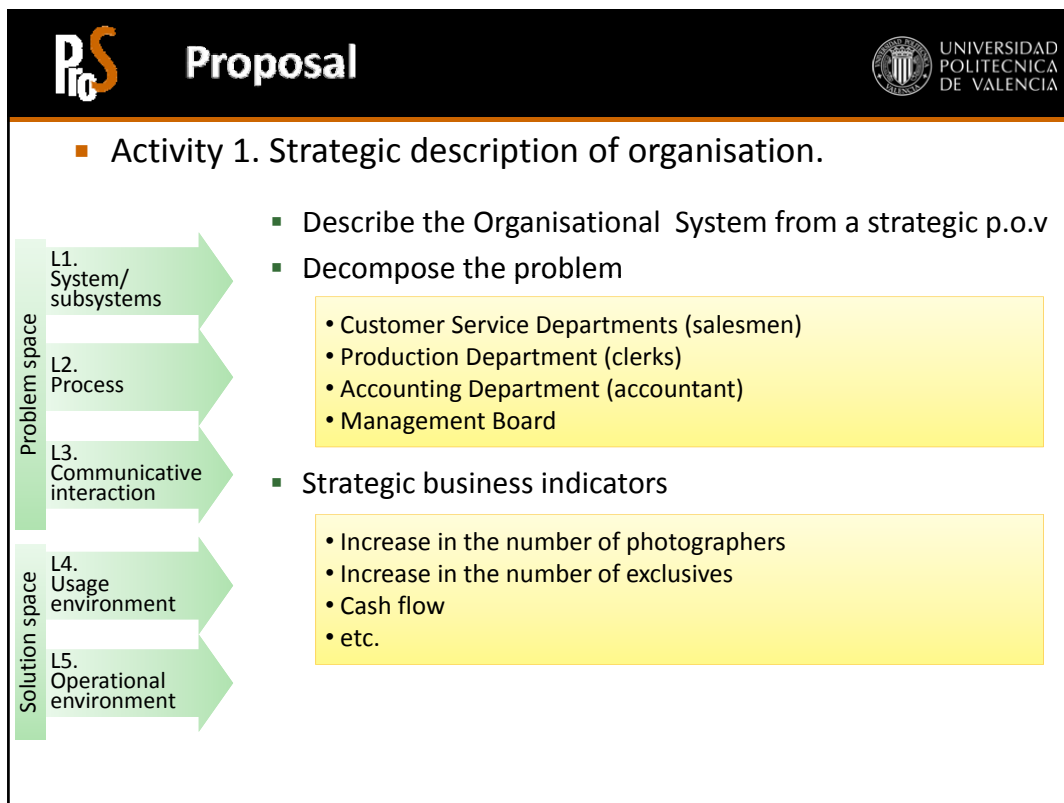 ProS
Proposal
UNIVERSIDAD
POLITECNICA
DE VALENCIA
▪ Activity 1. Strategic description of organisation.
▪ Describe the Organisational System from a strategic p.o.v
▪ Decompose the problem
• Customer Service Departments (salesmen)
• Production Department (clerks)
• Accounting Department (accountant)
• Management Board
▪ Strategic business indicators
• Increase in the number of photographers
• Increase in the number of exclusives
• Cash flow
• etc.
Problem space
L1.
System/
subsystems
L2.
Process
L3.
Communicative
interaction
Solution space
L4.
Usage
environment
L5.
Operational
environment